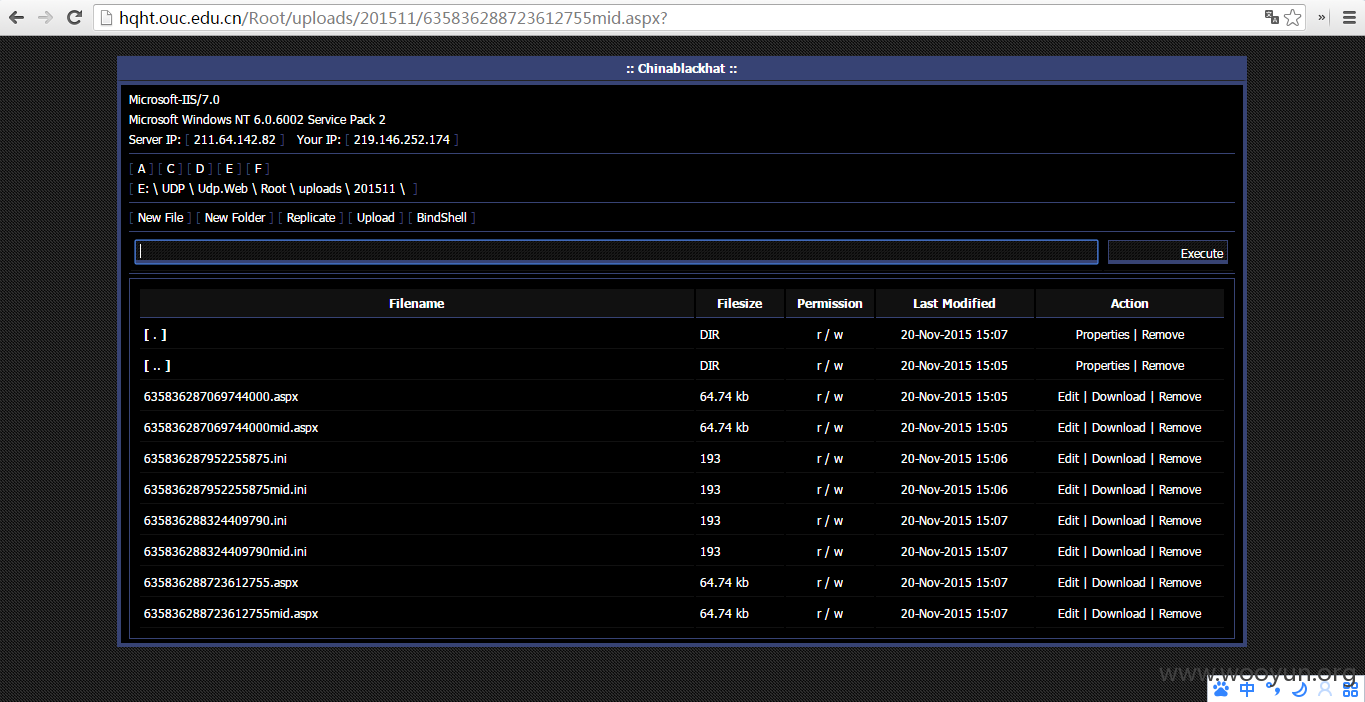 hqht.ouc.edu.cn/Root/uploads/201511/635836288723612755mid.aspx?
:: Chinablackhat ::
Microsoft-IIS/7.0
Microsoft Windows NT 6.0.6002 Service Pack 2
Server IP: [ 211.64.142.82 ] Your IP: [ 219.146.252.174 ]
[ A ] [ C ] [ D ] [ E ] [ F ]
[ E: \ UDP \ Udp.Web \ Root \ uploads \ 201511 \ ]
[ New File ] [ New Folder ] [ Replicate ] [ Upload ] [ BindShell ]
Execute
Filename Filesize Permission Last Modified Action
[ . ] DIR r / w 20-Nov-2015 15:07 Properties | Remove
[ .. ] DIR r / w 20-Nov-2015 15:05 Properties | Remove
635836287069744000.aspx 64.74 kb r / w 20-Nov-2015 15:05 Edit | Download | Remove
635836287069744000mid.aspx 64.74 kb r / w 20-Nov-2015 15:05 Edit | Download | Remove
635836287952255875.ini 193 r / w 20-Nov-2015 15:06 Edit | Download | Remove
635836287952255875mid.ini 193 r / w 20-Nov-2015 15:06 Edit | Download | Remove
635836288324409790.ini 193 r / w 20-Nov-2015 15:07 Edit | Download | Remove
635836288324409790mid.ini 193 r / w 20-Nov-2015 15:07 Edit | Download | Remove
635836288723612755.aspx 64.74 kb r / w 20-Nov-2015 15:07 Edit | Download | Remove
635836288723612755mid.aspx 64.74 kb r / w 20-Nov-2015 15:07 Edit | Download | Remove
www.wooyun.org
中